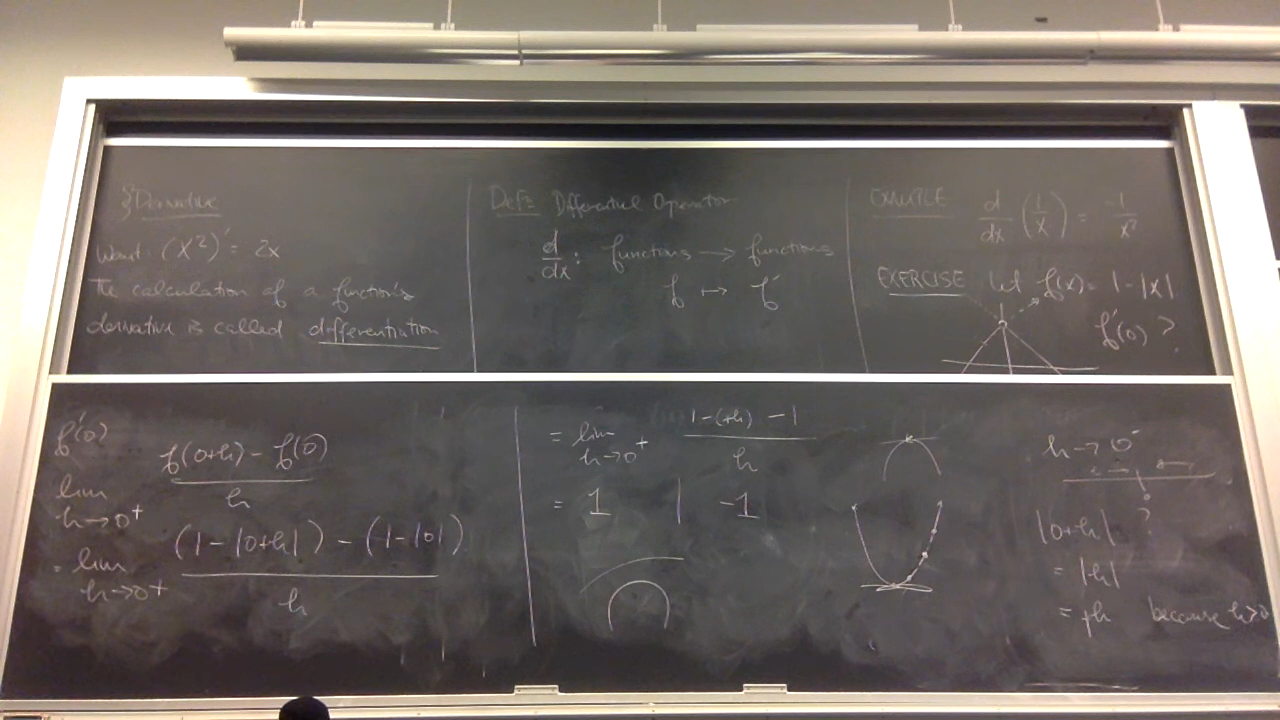 § Derivative
Want (x²)' = 2x
The calculation of a function's
derivative is called differentiation
Def: Differential Operator
d/dx : functions → functions
f ↦ f'
EXAMPLE d/dx (1/x) = -1/x²
EXERCISE Let f(x) = 1-|x|
f'(0) ?
f'(0)
lim h→0⁺ (f(0+h) - f(0))/h
= lim h→0⁺ ((1-|0+h|) - (1-|0|))/h
= lim h→0⁺ (1-(+h) - 1)/h
= 1 | -1
h→0⁻
|0+h| ?
= |h|
= +h because h>0